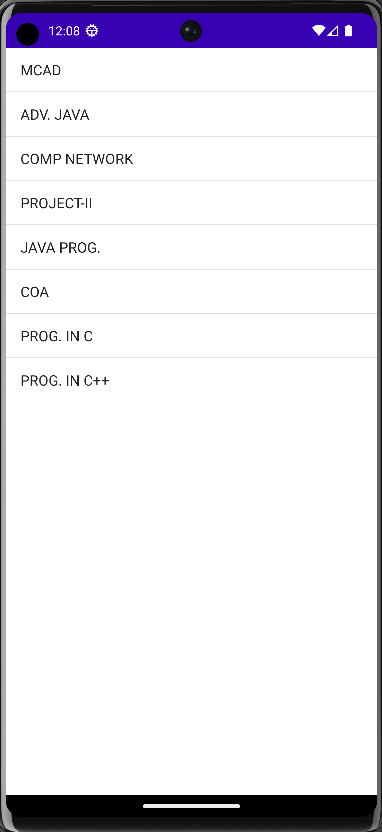 12:08
MCAD
ADV. JAVA
COMP NETWORK
PROJECT-II
JAVA PROG.
COA
PROG. IN C
PROG. IN C++